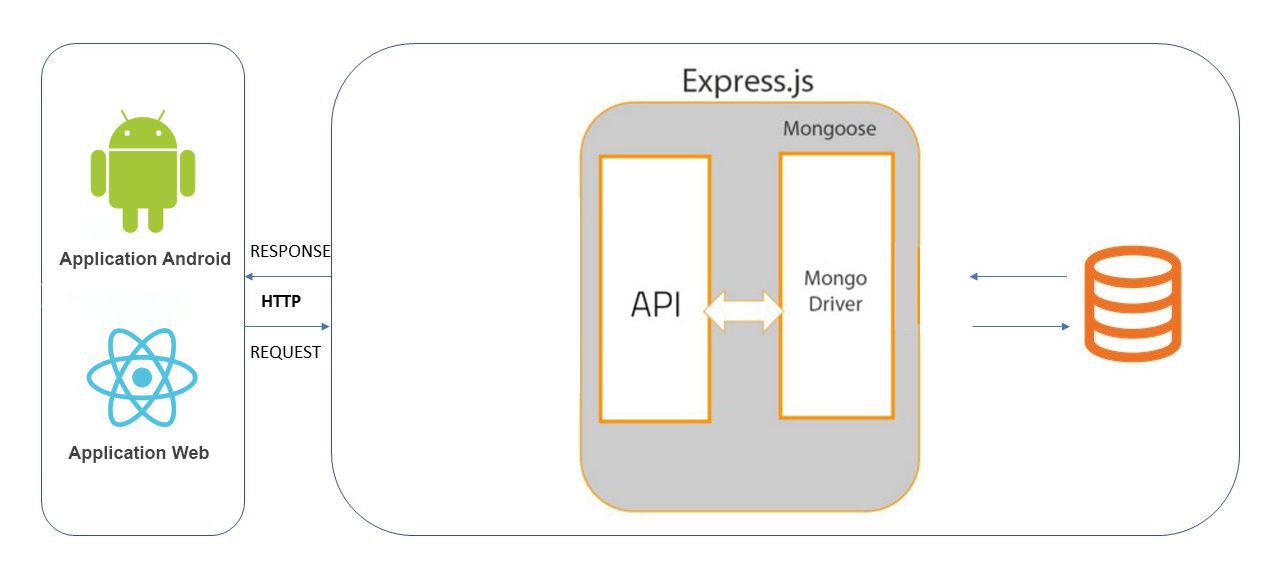 Express.js
Mongoose
Application Android
RESPONSE
HTTP
REQUEST
API
Mongo
Driver
Application Web